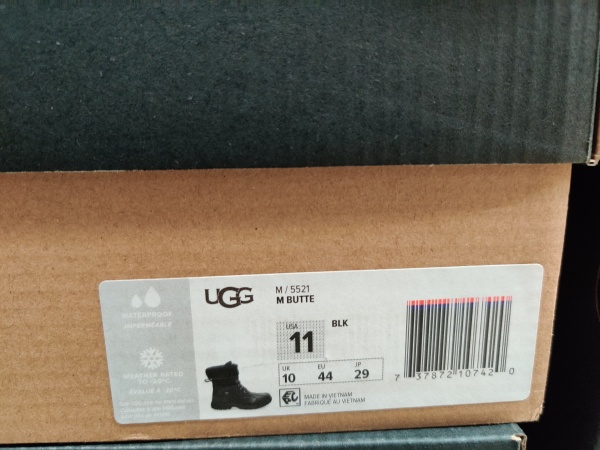 WATERPROOF
IMPERMÉABLE
WEATHER RATED
UGG
M / 5521
M BUTTE
USA
11
BLK
UK EU JP
10 44 29
MADE IN VIETNAM
FABRIQUÉ AU VIETNAM
7 37872 10742 0